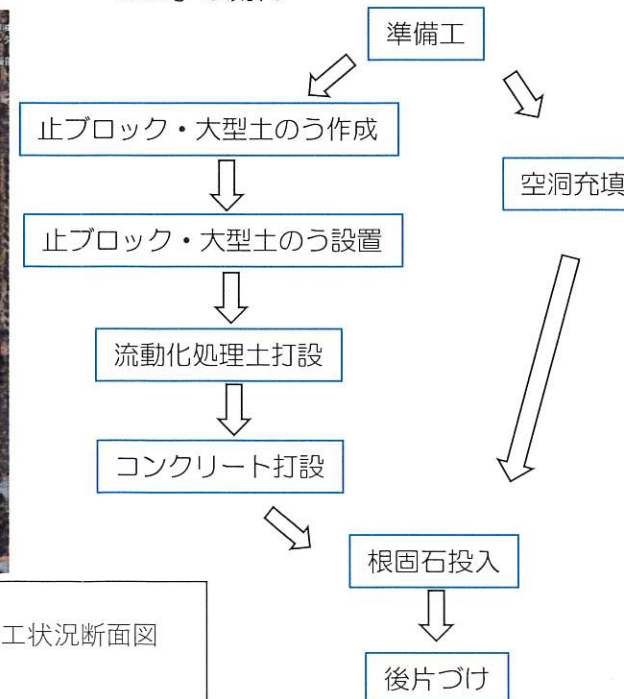 準備工
止ブロック・大型土のう作成
空洞充填
止ブロック・大型土のう設置
流動化処理土打設
コンクリート打設
根固石投入
工状況断面図
後片づけ